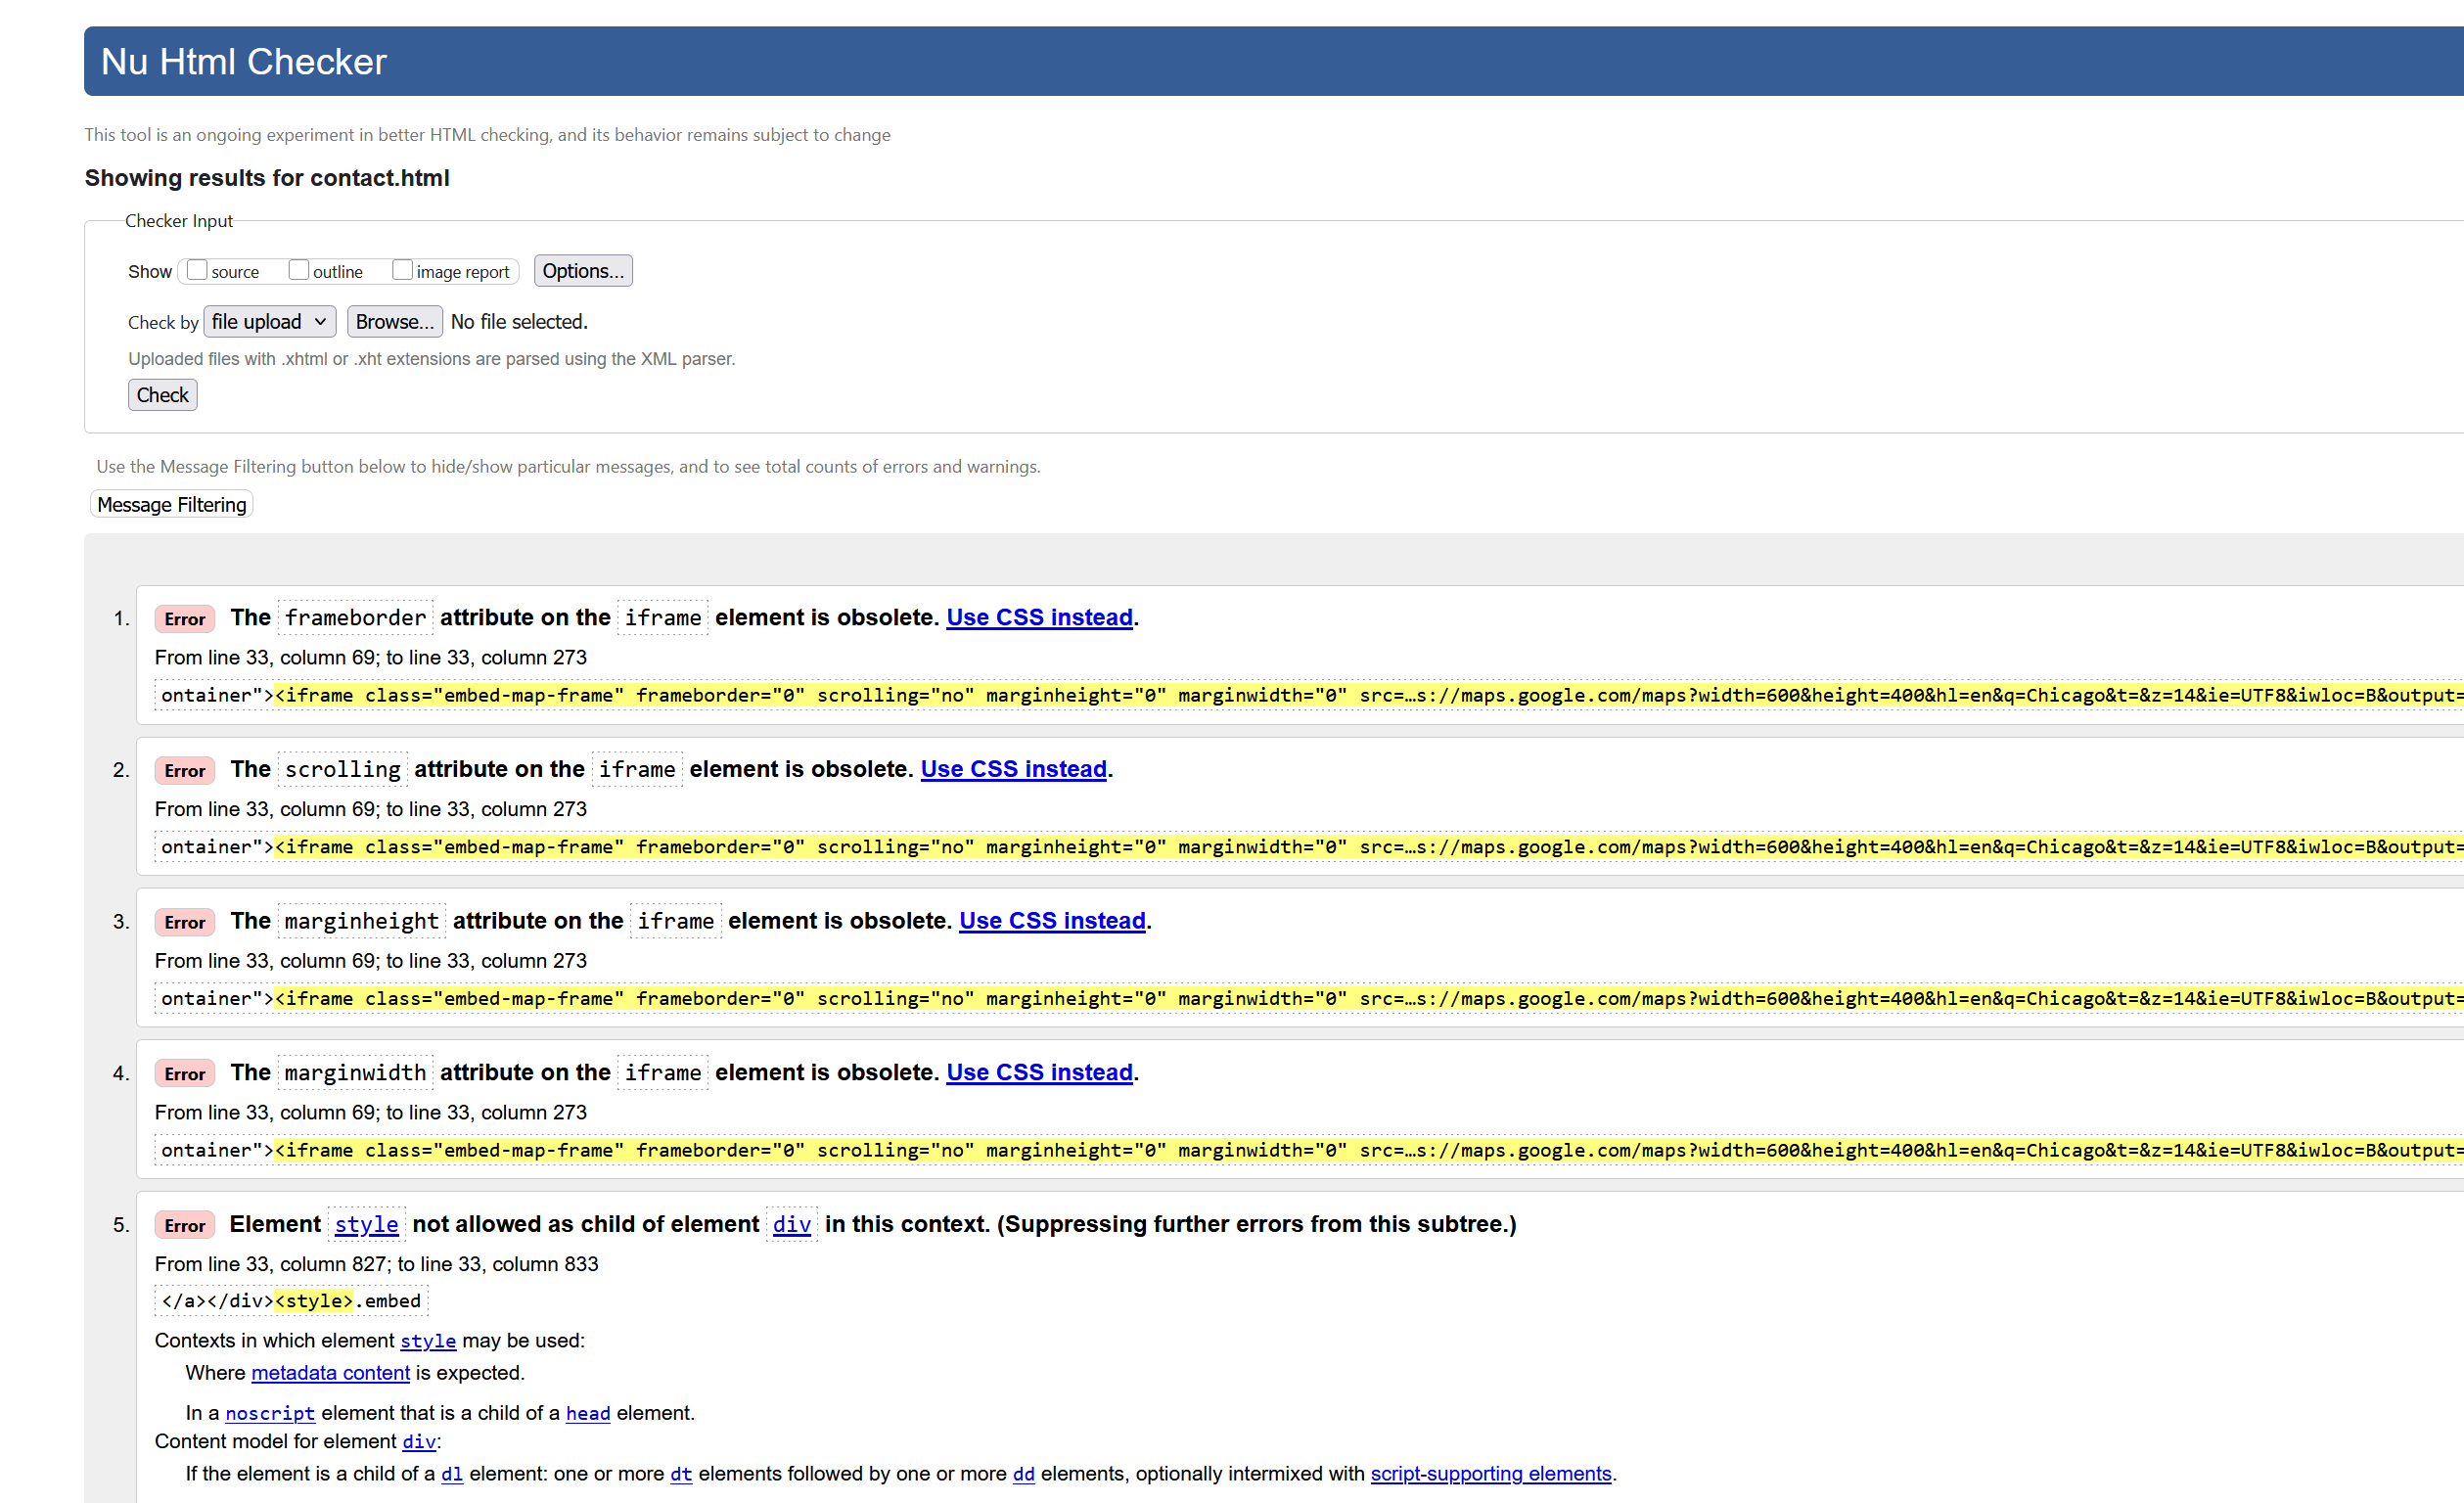 Nu Html Checker
This tool is an ongoing experiment in better HTML checking, and its behavior remains subject to change
Showing results for contact.html
Checker Input
Show source outline image report Options...
Check by file upload Browse... No file selected.
Uploaded files with .xhtml or .xht extensions are parsed using the XML parser.
Check
Use the Message Filtering button below to hide/show particular messages, and to see total counts of errors and warnings.
Message Filtering
1. Error The frameborder attribute on the iframe element is obsolete. Use CSS instead.
From line 33, column 69; to line 33, column 273
ontainer"><iframe class="embed-map-frame" frameborder="0" scrolling="no" marginheight="0" marginwidth="0" src=…s://maps.google.com/maps?width=600&height=400&hl=en&q=Chicago&t=&z=14&ie=UTF8&iwloc=B&output=
2. Error The scrolling attribute on the iframe element is obsolete. Use CSS instead.
From line 33, column 69; to line 33, column 273
ontainer"><iframe class="embed-map-frame" frameborder="0" scrolling="no" marginheight="0" marginwidth="0" src=…s://maps.google.com/maps?width=600&height=400&hl=en&q=Chicago&t=&z=14&ie=UTF8&iwloc=B&output=
3. Error The marginheight attribute on the iframe element is obsolete. Use CSS instead.
From line 33, column 69; to line 33, column 273
ontainer"><iframe class="embed-map-frame" frameborder="0" scrolling="no" marginheight="0" marginwidth="0" src=…s://maps.google.com/maps?width=600&height=400&hl=en&q=Chicago&t=&z=14&ie=UTF8&iwloc=B&output=
4. Error The marginwidth attribute on the iframe element is obsolete. Use CSS instead.
From line 33, column 69; to line 33, column 273
ontainer"><iframe class="embed-map-frame" frameborder="0" scrolling="no" marginheight="0" marginwidth="0" src=…s://maps.google.com/maps?width=600&height=400&hl=en&q=Chicago&t=&z=14&ie=UTF8&iwloc=B&output=
5. Error Element style not allowed as child of element div in this context. (Suppressing further errors from this subtree.)
From line 33, column 827; to line 33, column 833
</a></div><style>.embed
Contexts in which element style may be used:
Where metadata content is expected.
In a noscript element that is a child of a head element.
Content model for element div:
If the element is a child of a dl element: one or more dt elements followed by one or more dd elements, optionally intermixed with script-supporting elements.